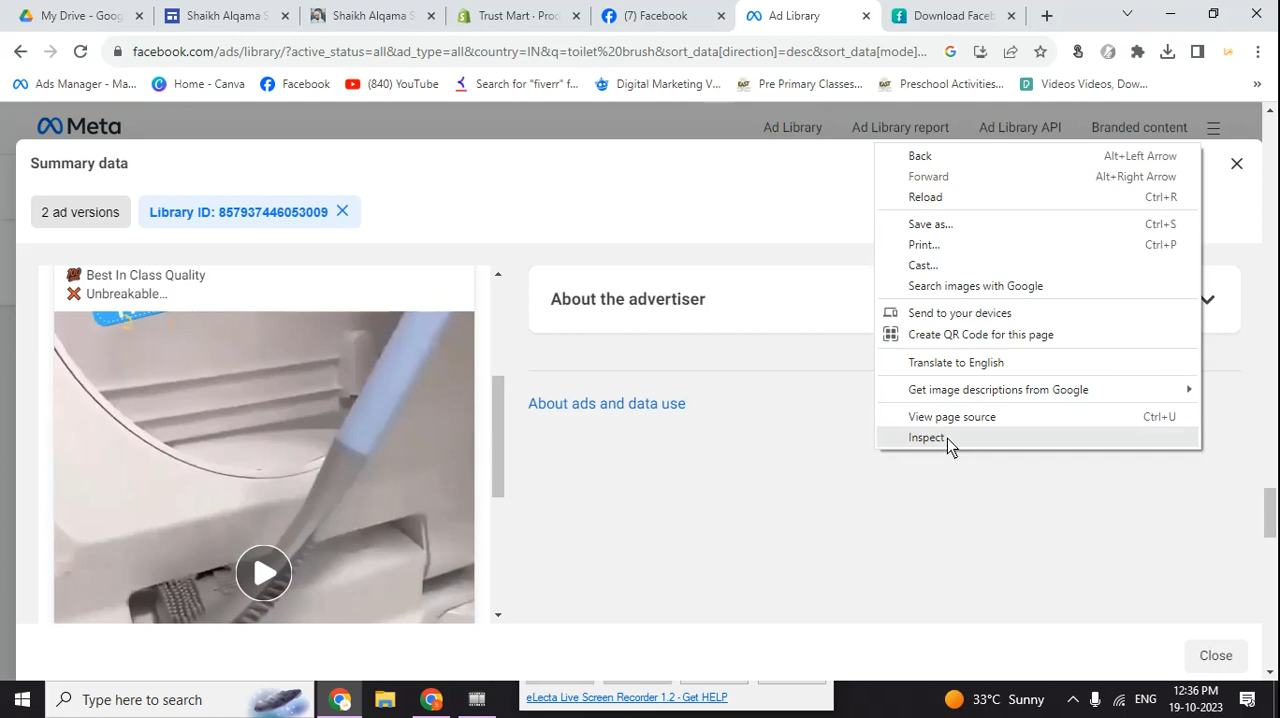 My Drive - Goog
Shaikh Alqama S
Shaikh Alqama S
Trust Mart · Proc
(7) Facebook
Ad Library
Download Faceb
facebook.com/ads/library/?active_status=all&ad_type=all&country=IN&q=toilet%20brush&sort_data[direction]=desc&sort_data[mode]...
Ads Manager - Ma...
Home - Canva
Facebook
(840) YouTube
Search for "fiverr" f...
Digital Marketing V...
Pre Primary Classes...
Preschool Activities...
Videos Videos, Dow...
»
Meta
Ad Library
Ad Library report
Ad Library API
Branded content
Summary data
2 ad versions
Library ID: 857937446053009
Best In Class Quality
Unbreakable...
About the advertiser
About ads and data use
Back Alt+Left Arrow
Forward Alt+Right Arrow
Reload Ctrl+R
Save as... Ctrl+S
Print... Ctrl+P
Cast...
Search images with Google
Send to your devices
Create QR Code for this page
Translate to English
Get image descriptions from Google
View page source Ctrl+U
Inspect
Close
Type here to search
eLecta Live Screen Recorder 1.2 - Get HELP
33°C Sunny
ENG
12:36 PM
19-10-2023